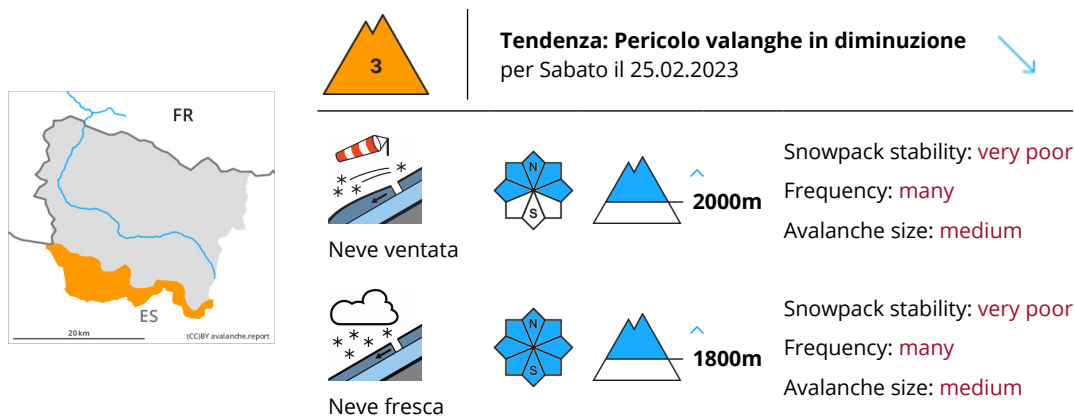 3
Tendenza: Pericolo valanghe in diminuzione
per Sabato il 25.02.2023
FR
ES
20 km
(CC)BY avalanche.report
Neve ventata
N
S
2000m
Snowpack stability: very poor
Frequency: many
Avalanche size: medium
Neve fresca
N
S
1800m
Snowpack stability: very poor
Frequency: many
Avalanche size: medium